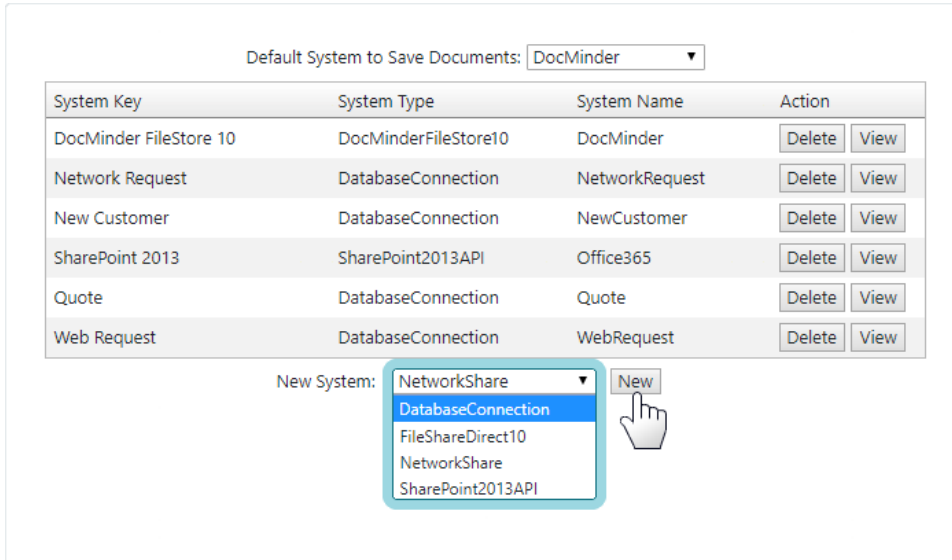 Default System to Save Documents: DocMinder
System Key System Type System Name Action
DocMinder FileStore 10 DocMinderFileStore10 DocMinder Delete View
Network Request DatabaseConnection NetworkRequest Delete View
New Customer DatabaseConnection NewCustomer Delete View
SharePoint 2013 SharePoint2013API Office365 Delete View
Quote DatabaseConnection Quote Delete View
Web Request DatabaseConnection WebRequest Delete View
New System: NetworkShare New
DatabaseConnection
FileShareDirect10
NetworkShare
SharePoint2013API